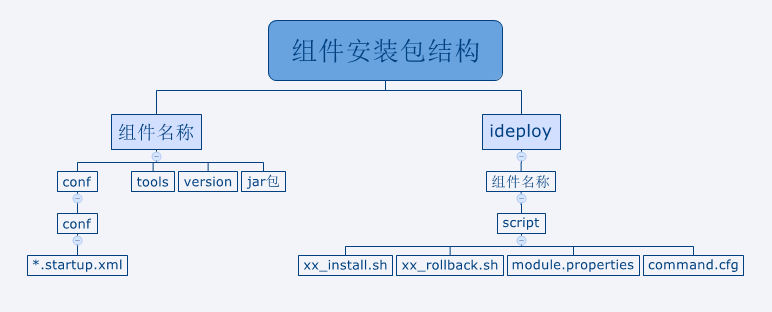 组件安装包结构
组件名称
ideploy
conf
tools
version
jar包
组件名称
conf
script
*.startup.xml
xx_install.sh
xx_rollback.sh
module.properties
command.cfg